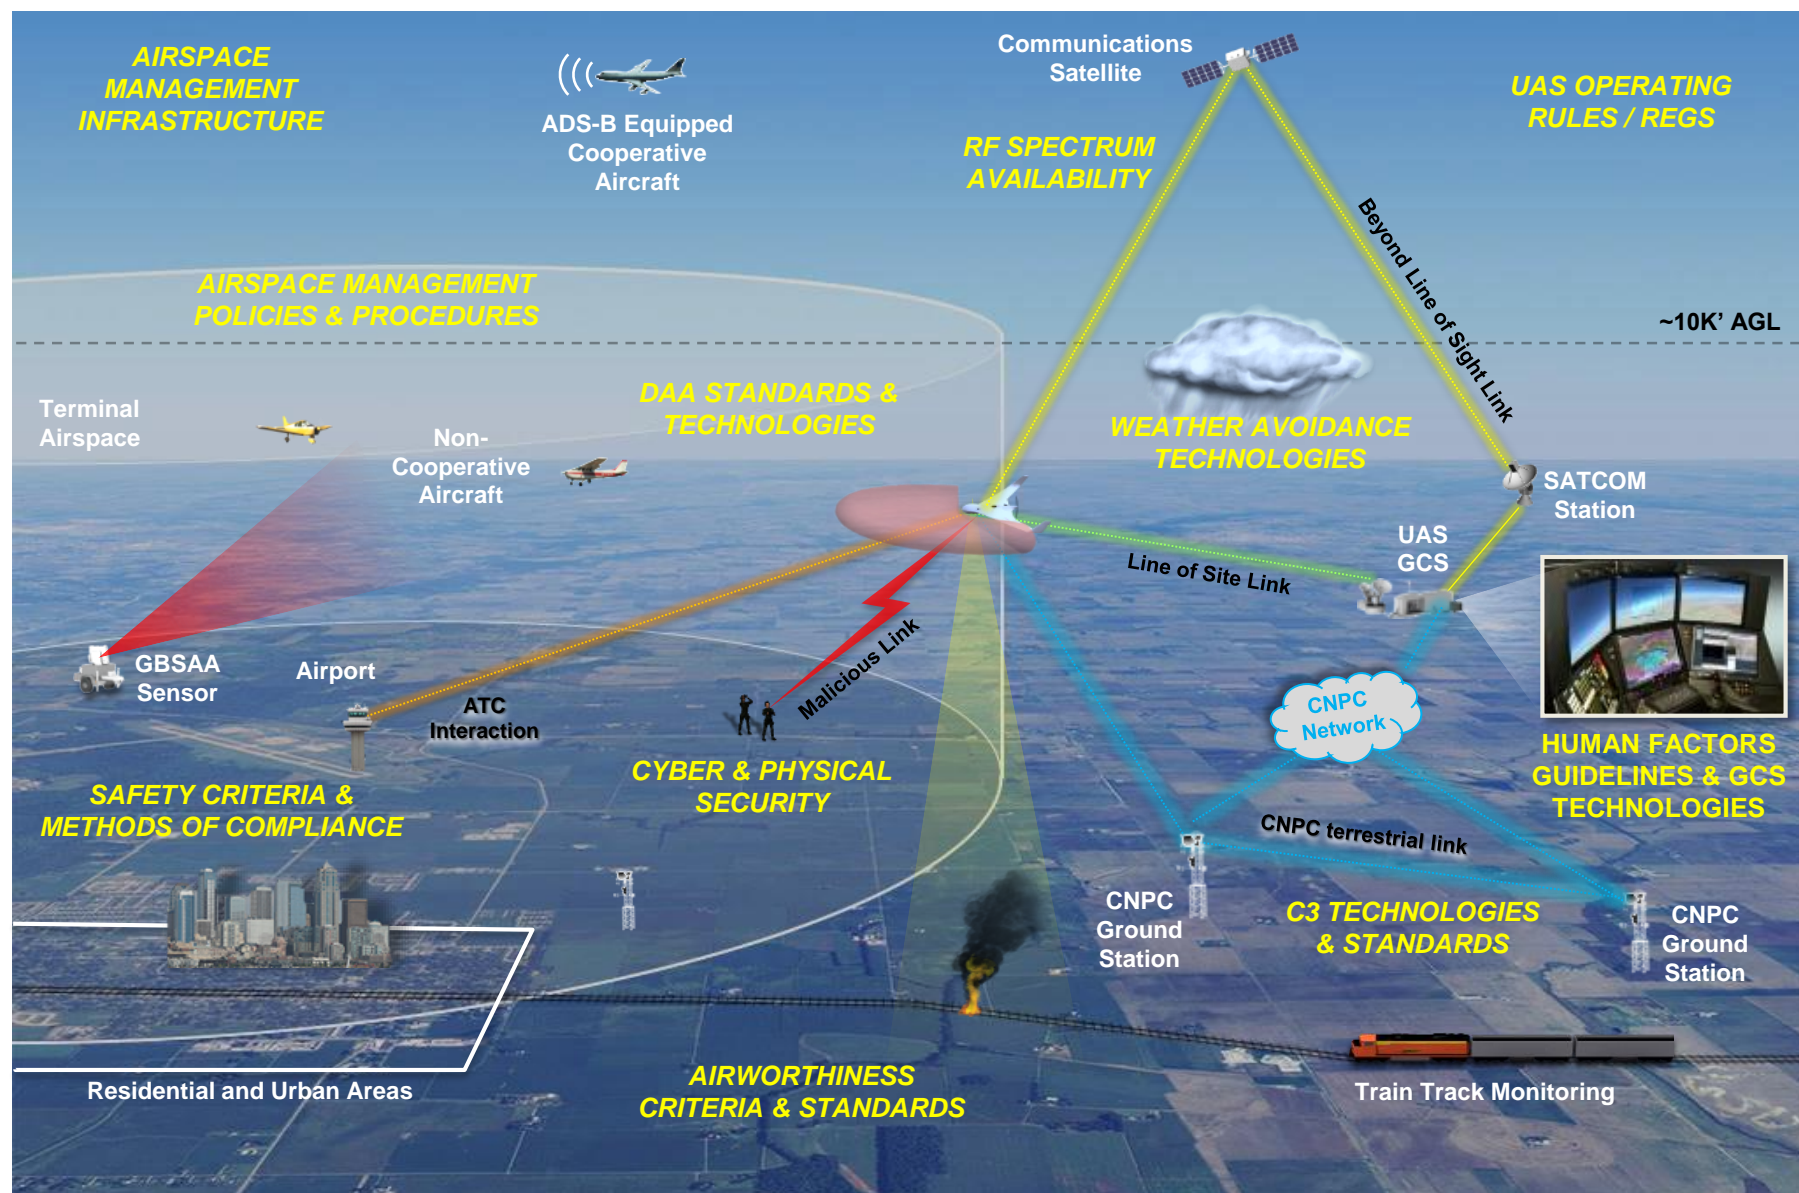 AIRSPACE
MANAGEMENT
INFRASTRUCTURE
ADS-B Equipped
Cooperative
Aircraft
Communications
Satellite
UAS OPERATING
RULES / REGS
RF SPECTRUM
AVAILABILITY
Beyond Line of Sight Link
AIRSPACE MANAGEMENT
POLICIES & PROCEDURES
~10K’ AGL
Terminal
Airspace
Non-
Cooperative
Aircraft
DAA STANDARDS &
TECHNOLOGIES
WEATHER AVOIDANCE
TECHNOLOGIES
SATCOM
Station
UAS
GCS
Line of Site Link
GBSAA
Sensor
Airport
ATC
Interaction
Malicious Link
CNPC
Network
CYBER & PHYSICAL
SECURITY
HUMAN FACTORS
GUIDELINES & GCS
TECHNOLOGIES
SAFETY CRITERIA &
METHODS OF COMPLIANCE
CNPC terrestrial link
CNPC
Ground
Station
C3 TECHNOLOGIES
& STANDARDS
CNPC
Ground
Station
Residential and Urban Areas
AIRWORTHINESS
CRITERIA & STANDARDS
Train Track Monitoring